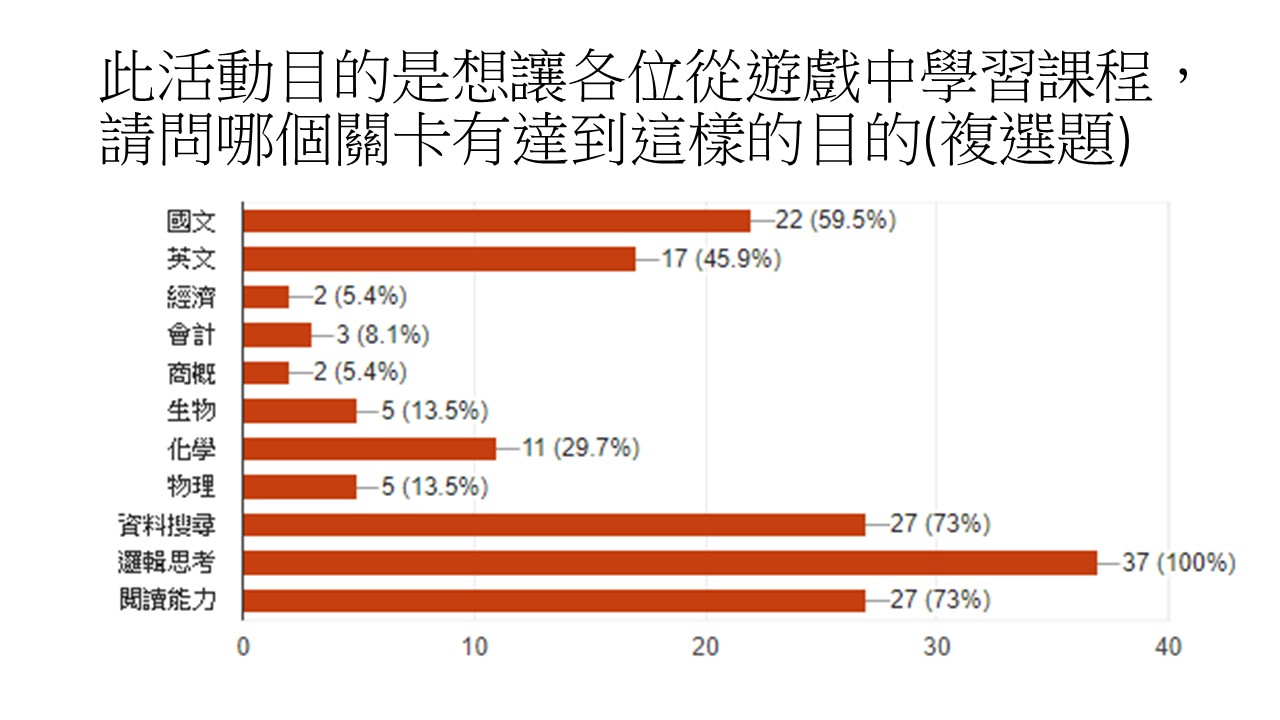 此活動目的是想讓各位從遊戲中學習課程，
請問哪個關卡有達到這樣的目的(複選題)
國文 22 (59.5%)
英文 17 (45.9%)
經濟 2 (5.4%)
會計 3 (8.1%)
商概 2 (5.4%)
生物 5 (13.5%)
化學 11 (29.7%)
物理 5 (13.5%)
資料搜尋 27 (73%)
邏輯思考 37 (100%)
閱讀能力 27 (73%)
0 10 20 30 40